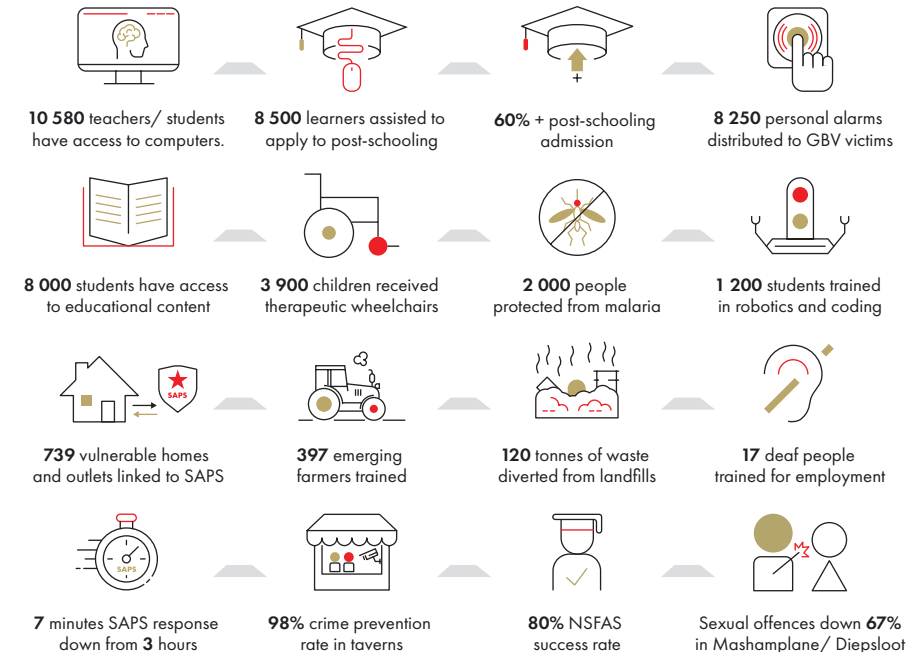 10 580 teachers/ students
have access to computers.
8 500 learners assisted to
apply to post-schooling
+
60% + post-schooling
admission
8 250 personal alarms
distributed to GBV victims
8 000 students have access
to educational content
3 900 children received
therapeutic wheelchairs
2 000 people
protected from malaria
1 200 students trained
in robotics and coding
SAPS
739 vulnerable homes
and outlets linked to SAPS
397 emerging
farmers trained
120 tonnes of waste
diverted from landfills
17 deaf people
trained for employment
SAPS
7 minutes SAPS response
down from 3 hours
98% crime prevention
rate in taverns
80% NSFAS
success rate
Sexual offences down 67%
in Mashamplane/ Diepsloot